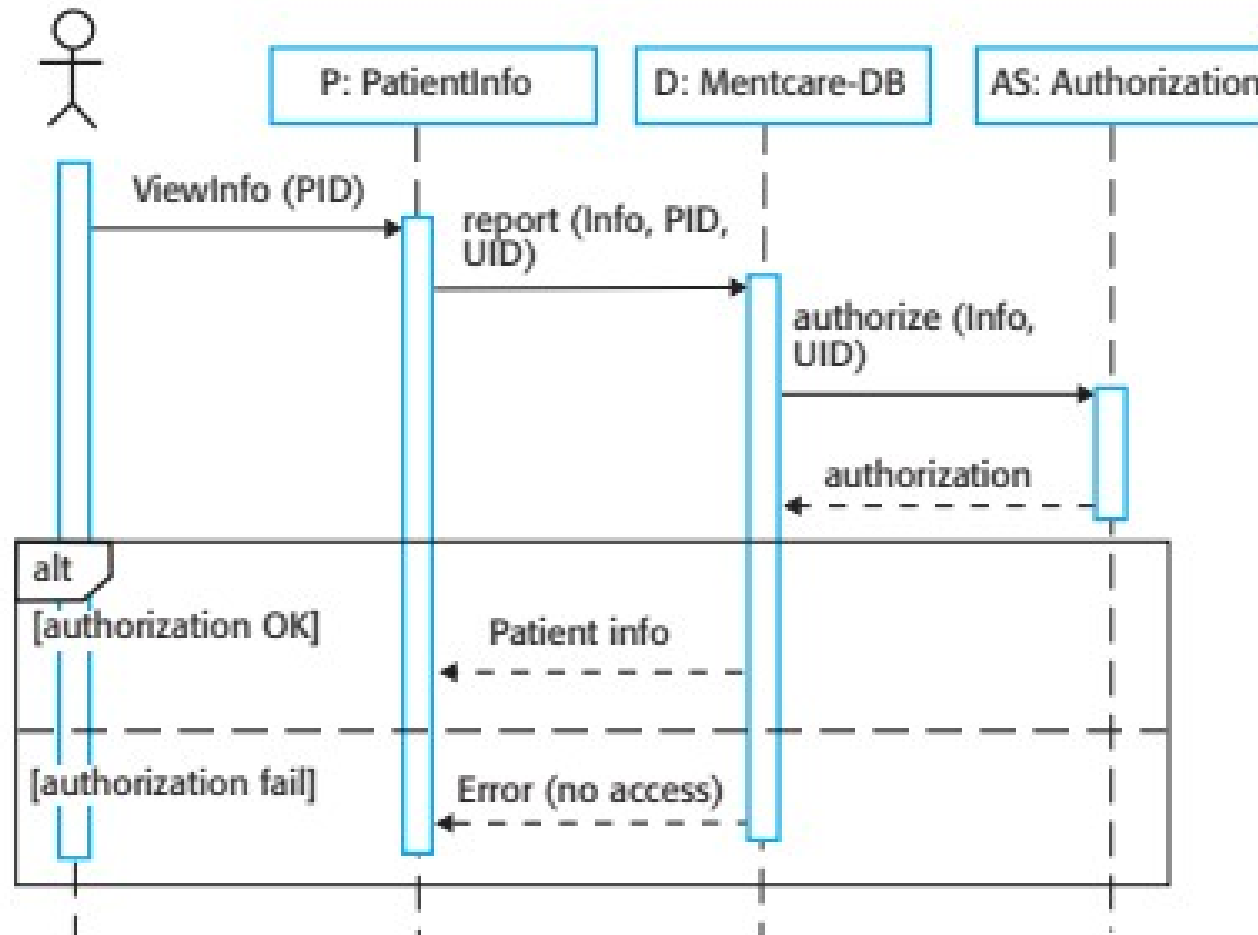 P: PatientInfo
D: Mentcare-DB
AS: Authorization
ViewInfo (PID)
report (Info, PID,
UID)
authorize (Info,
UID)
authorization
alt
[authorization OK]
Patient info
[authorization fail]
Error (no access)